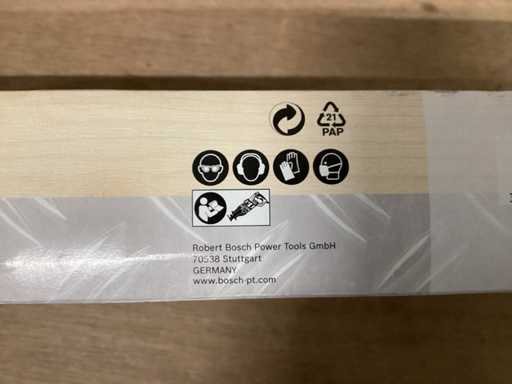 21
PAP
Robert Bosch Power Tools GmbH
70538 Stuttgart
GERMANY
www.bosch-pt.com